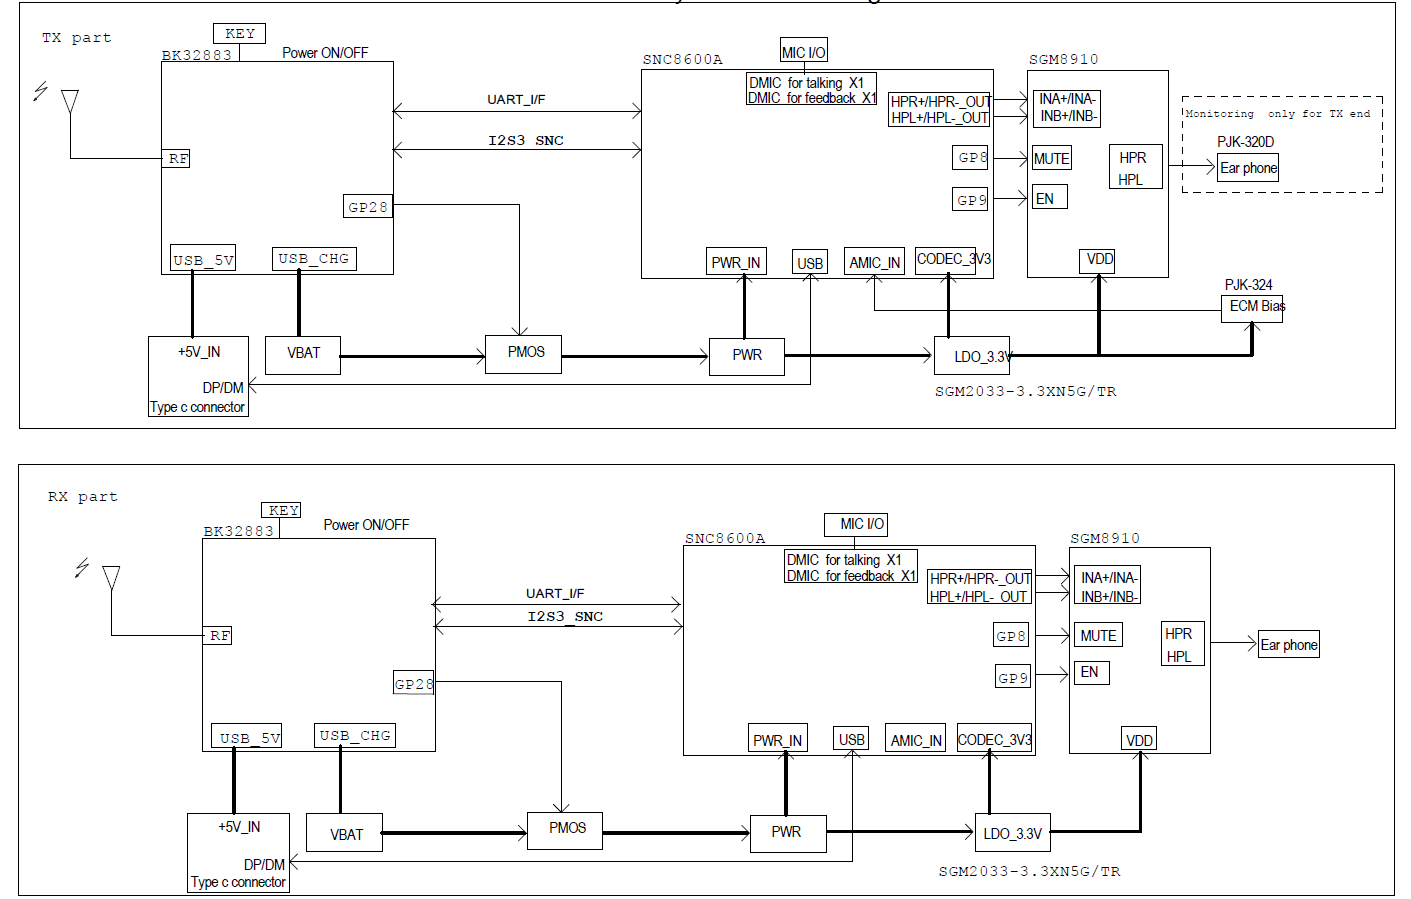 TX part
KEY
BK32883
Power ON/OFF
UART_I/F
I2S3 SNC
RF
GP28
USB_5V
USB_CHG
+5V_IN
DP/DM
Type c connector
VBAT
PMOS
SNC8600A
MIC I/O
DMIC for talking X1
DMIC for feedback X1
HPR+/HPR-_OUT
HPL+/HPL-_OUT
GP8
GP9
PWR_IN
USB
AMIC_IN
CODEC_3V3
PWR
LDO_3.3V
SGM2033-3.3XN5G/TR
SGM8910
INA+/INA-
INB+/INB-
MUTE
EN
HPR
HPL
VDD
Monitoring only for TX end
PJK-320D
Ear phone
PJK-324
ECM Bias
RX part
KEY
BK32883
Power ON/OFF
UART_I/F
I2S3_SNC
RF
GP28
USB_5V
USB_CHG
+5V_IN
DP/DM
Type c connector
VBAT
PMOS
SNC8600A
MIC I/O
DMIC for talking X1
DMIC for feedback X1
HPR+/HPR-_OUT
HPL+/HPL-_OUT
GP8
GP9
PWR_IN
USB
AMIC_IN
CODEC_3V3
PWR
LDO_3.3V
SGM2033-3.3XN5G/TR
SGM8910
INA+/INA-
INB+/INB-
MUTE
EN
HPR
HPL
VDD
Ear phone